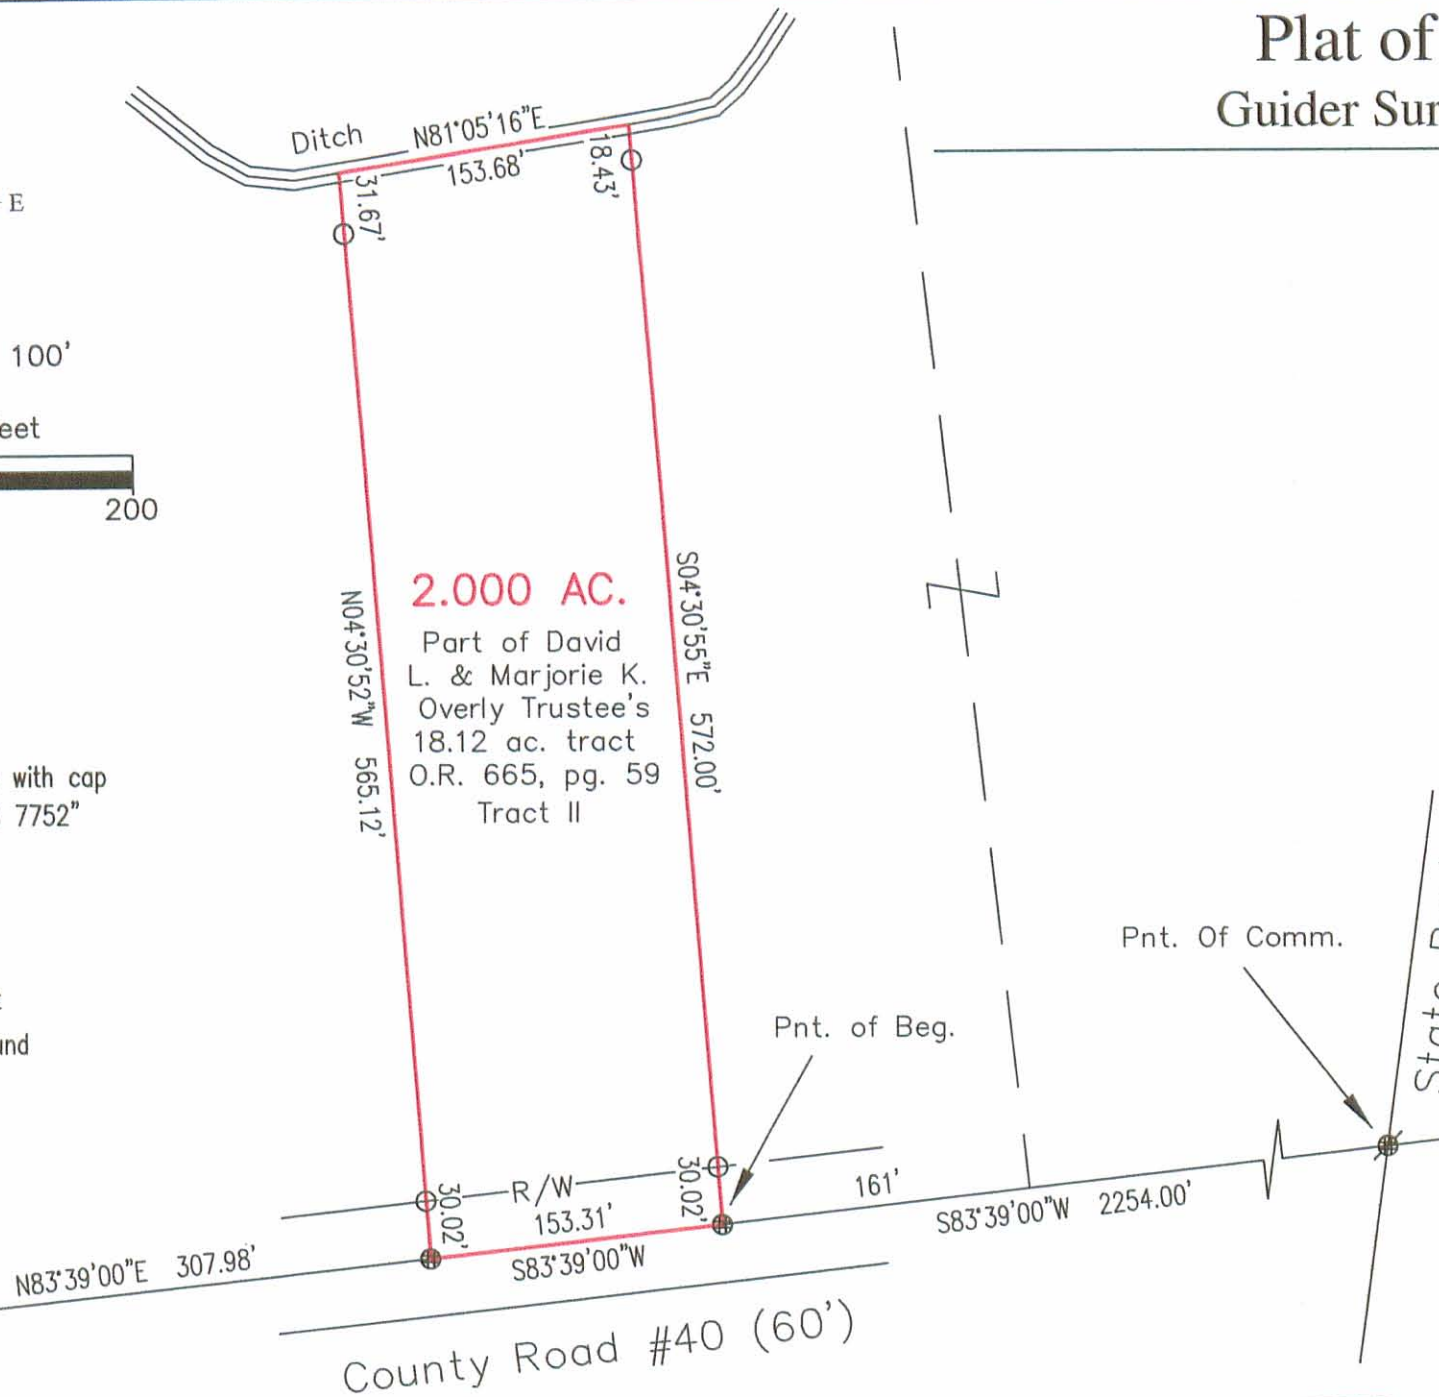 Plat of
Guider Sur
Ditch
N81°05'16"E
153.68'
18.43'
31.67'
E
100'
eet
200
2.000 AC.
Part of David
L. & Marjorie K.
Overly Trustee's
18.12 ac. tract
O.R. 665, pg. 59
Tract II
N04°30'52"W 565.12'
S04°30'55"E 572.00'
with cap
7752"
und
Pnt. Of Comm.
Pnt. of Beg.
State
30.02'
R/W
30.02'
153.31'
S83°39'00"W
161'
S83°39'00"W 2254.00'
N83°39'00"E 307.98'
County Road #40 (60')